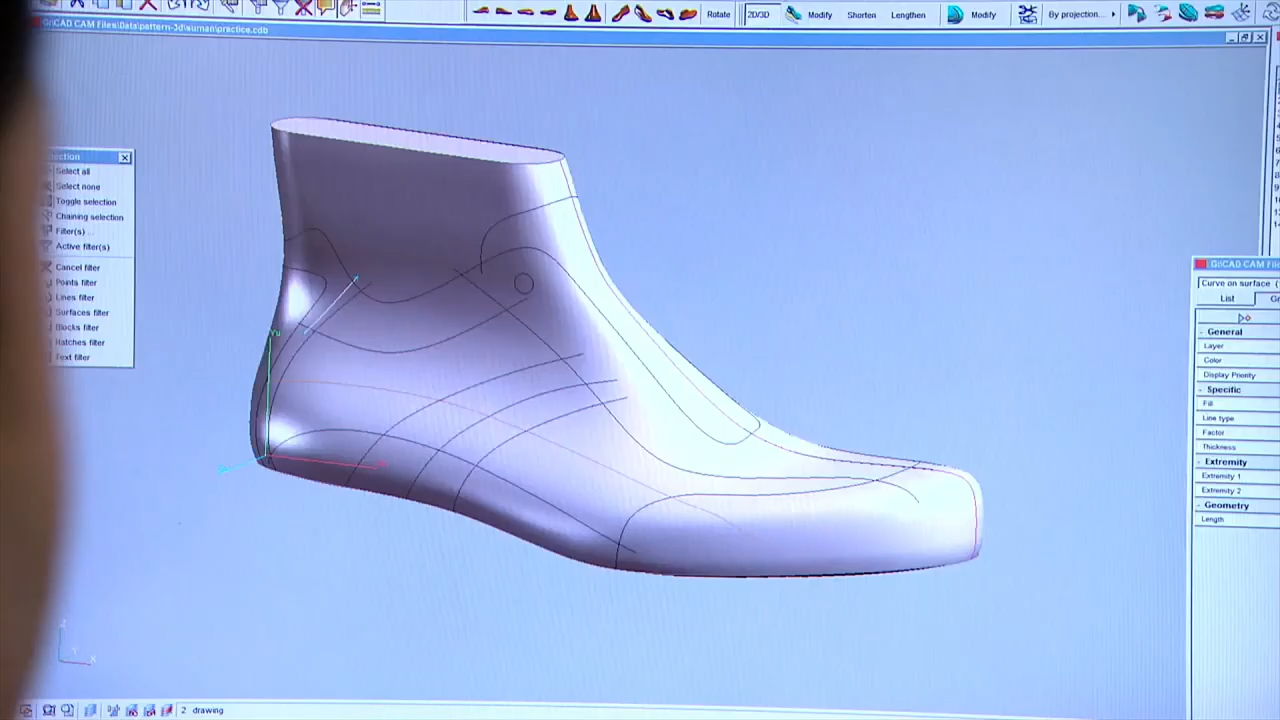 Rotate 2D/3D Modify Shorten Lengthen Modify By projection...
GriCAD CAM Files\Data\pattern-3d\suman\practice.cdb
Select all
Select none
Toggle selection
Chaining selection
Filter(s)
Active filter(s)
Cancel filter
Points filter
Lines filter
Surfaces filter
Blocks filter
Hatches filter
Text filter
Curve on surface (
List
General
Layer
Color
Display Priority
Specific
Fill
Line type
Factor
Thickness
Extremity
Extremity 1
Extremity 2
Geometry
Length
2 drawing